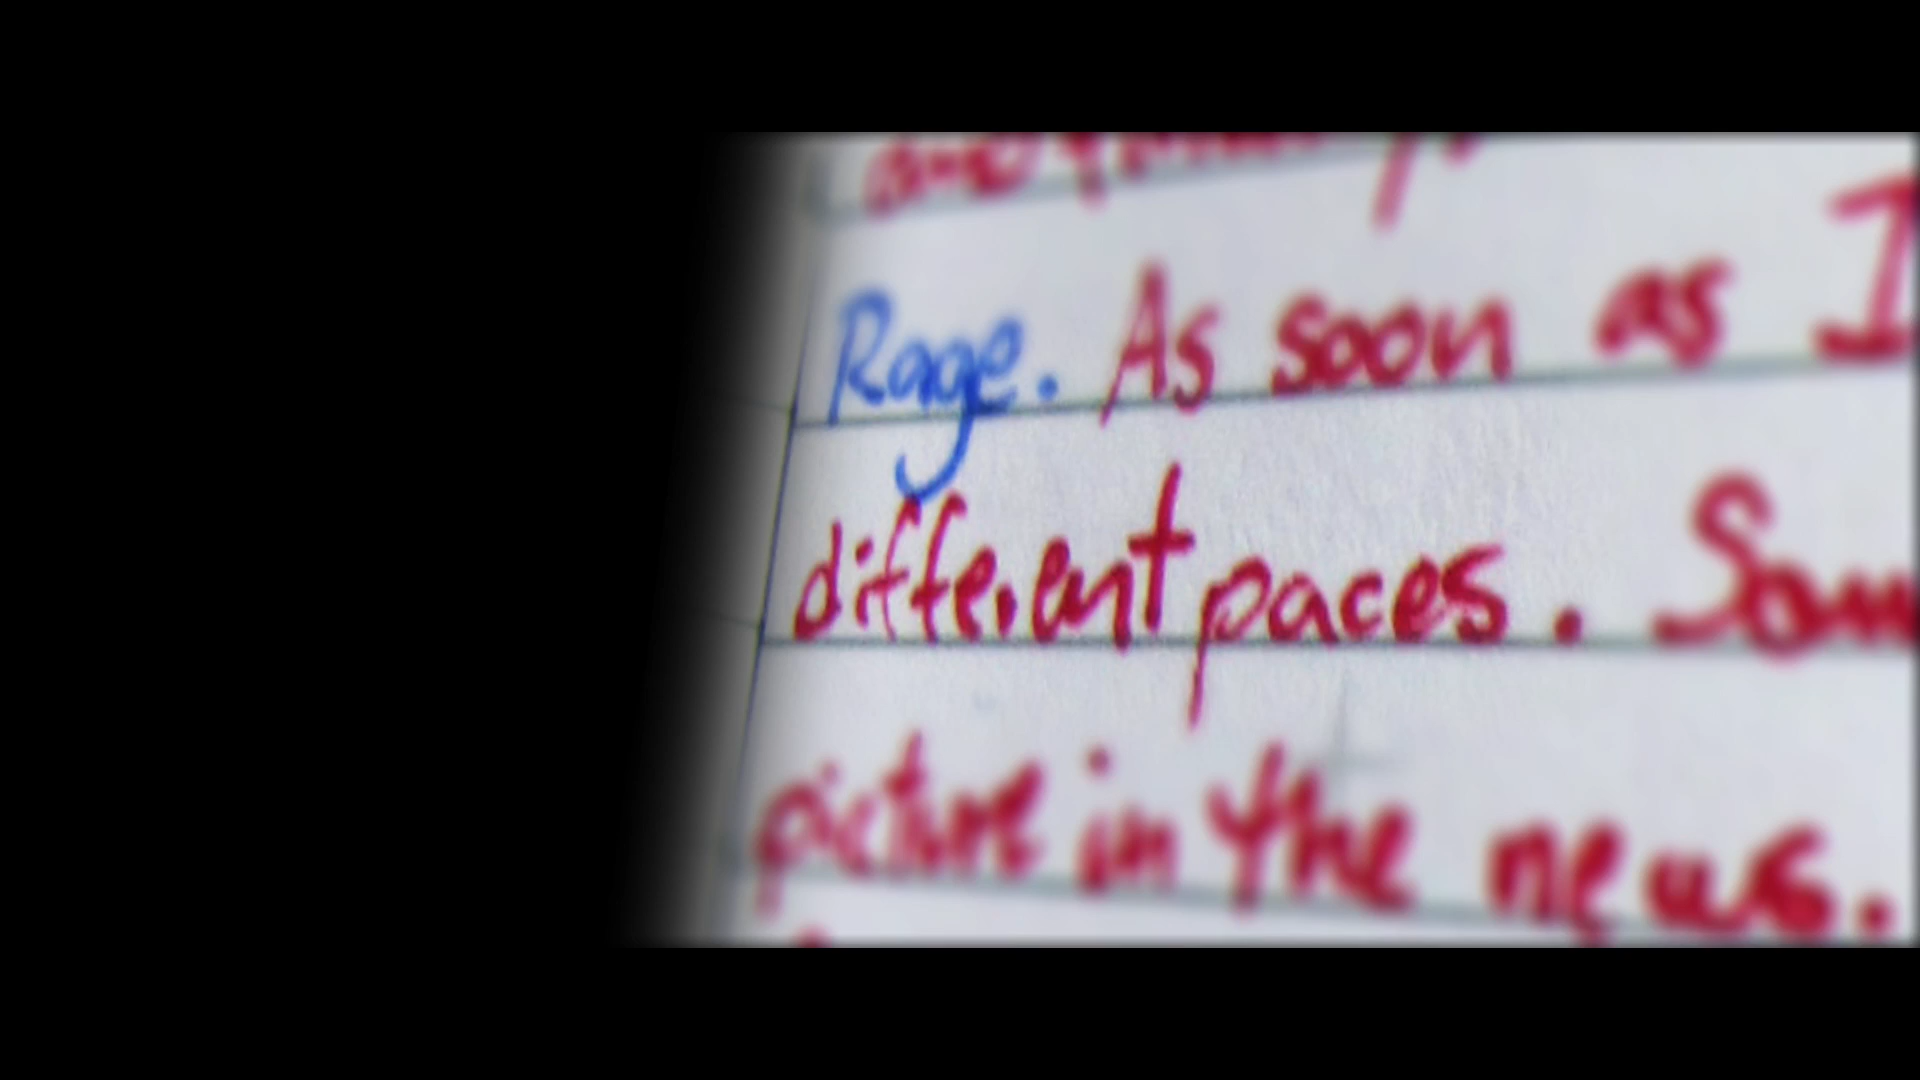 Rage. As soon as I
different paces. Som
picture in the news.